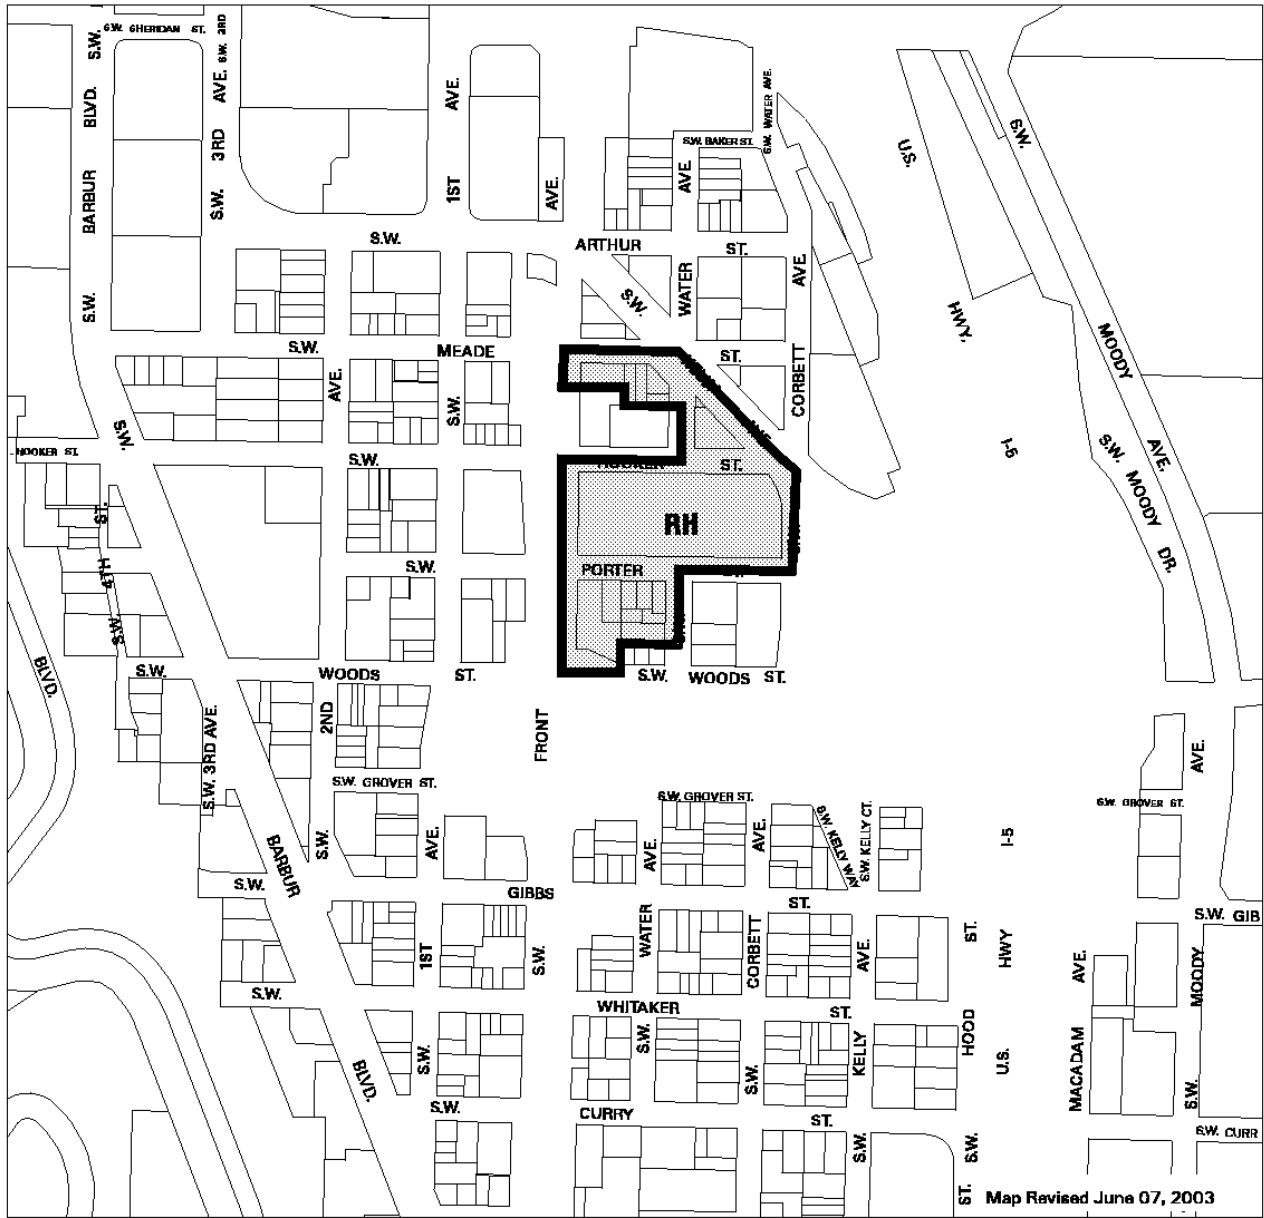 S.W. SHERIDAN ST.
S.W. 3RD
S.W.
BLVD.
BARBUR
S.W.
AVE.
3RD
S.W.
AVE.
1ST
AVE.
S.W. WATER AVE.
S.W. BAKER ST.
AVE.
S.W.
U.S.
S.W.
ARTHUR
ST.
S.W.
WATER
AVE.
HWY,
S.W.
MEADE
ST.
MOODY
AVE.
S.W.
CORBETT
S.W.
HOOKER ST.
S.W.
HOOKER
ST.
I-5
S.W. MOODY DR.
AVE,
RH
ST.
4TH
S.W.
S.W.
PORTER
BLVD.
S.W.
WOODS
ST.
S.W.
WOODS
ST.
S.W. 3RD AVE.
2ND
FRONT
AVE.
S.W. GROVER ST.
S.W. GROVER ST.
S.W. GROVER ST.
S.W.
AVE.
AVE.
AVE.
S.W. KELLY WAY
S.W. KELLY CT.
I-5
BARBUR
S.W.
GIBBS
ST.
S.W. GIB
1ST
S.W.
WATER
CORBETT
AVE.
ST.
HWY
AVE.
MOODY
S.W.
WHITAKER
ST.
S.W.
S.W.
S.W.
KELLY
HOOD
U.S.
MACADAM
S.W.
BLVD.
S.W.
CURRY
ST.
S.W. CURR
S.W.
S.W.
ST.
Map Revised June 07, 2003